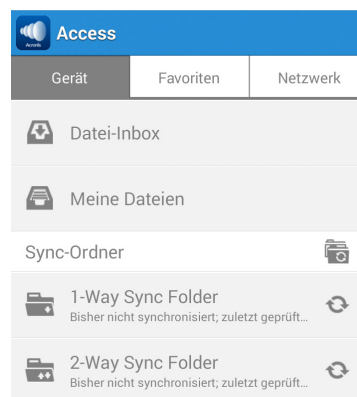 Acronis
Access
Gerät
Favoriten
Netzwerk
Datei-Inbox
Meine Dateien
Sync-Ordner
1-Way Sync Folder
Bisher nicht synchronisiert; zuletzt geprüft...
2-Way Sync Folder
Bisher nicht synchronisiert; zuletzt geprüft...